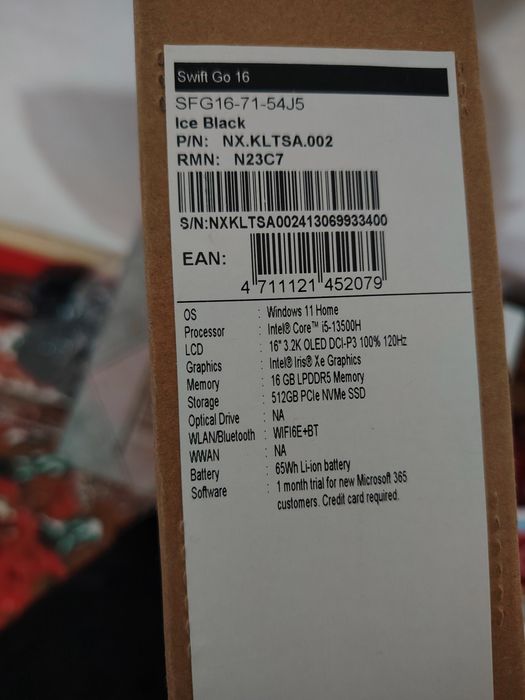 Swift Go 16
SFG16-71-54J5
Ice Black
P/N: NX.KLTSA.002
RMN: N23C7
S/N:NXKLTSA002413069933400
EAN:
4 711121 452079
OS : Windows 11 Home
Processor : Intel® Core™ i5-13500H
LCD : 16" 3.2K OLED DCI-P3 100% 120Hz
Graphics : Intel® Iris® Xe Graphics
Memory : 16 GB LPDDR5 Memory
Storage : 512GB PCIe NVMe SSD
Optical Drive : NA
WLAN/Bluetooth : WIFI6E+BT
WWAN : NA
Battery : 65Wh Li-ion battery
Software : 1 month trial for new Microsoft 365
customers. Credit card required.